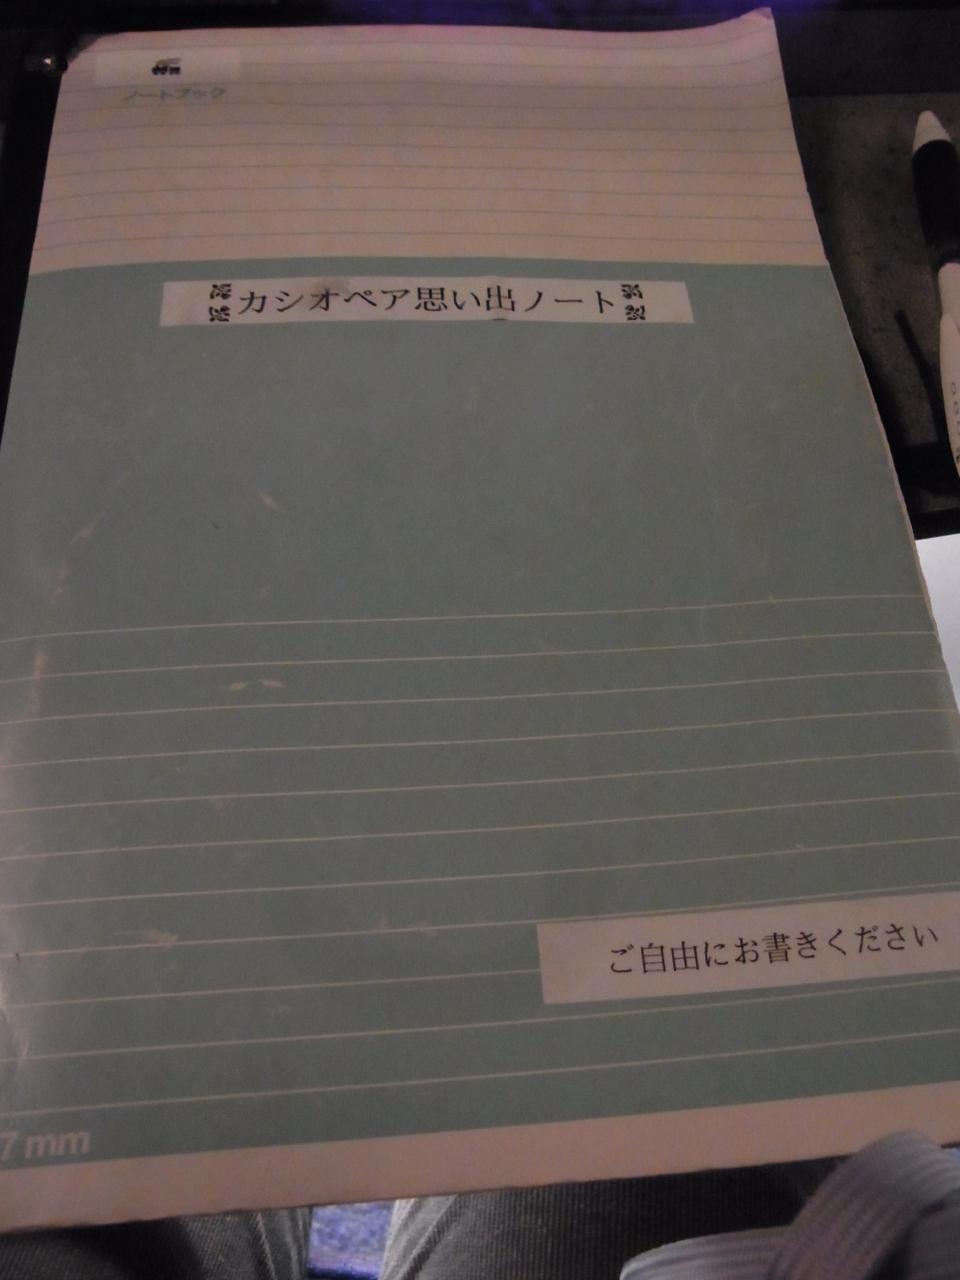 ノートブック
カシオペア思い出ノート
ご自由にお書きください
7mm